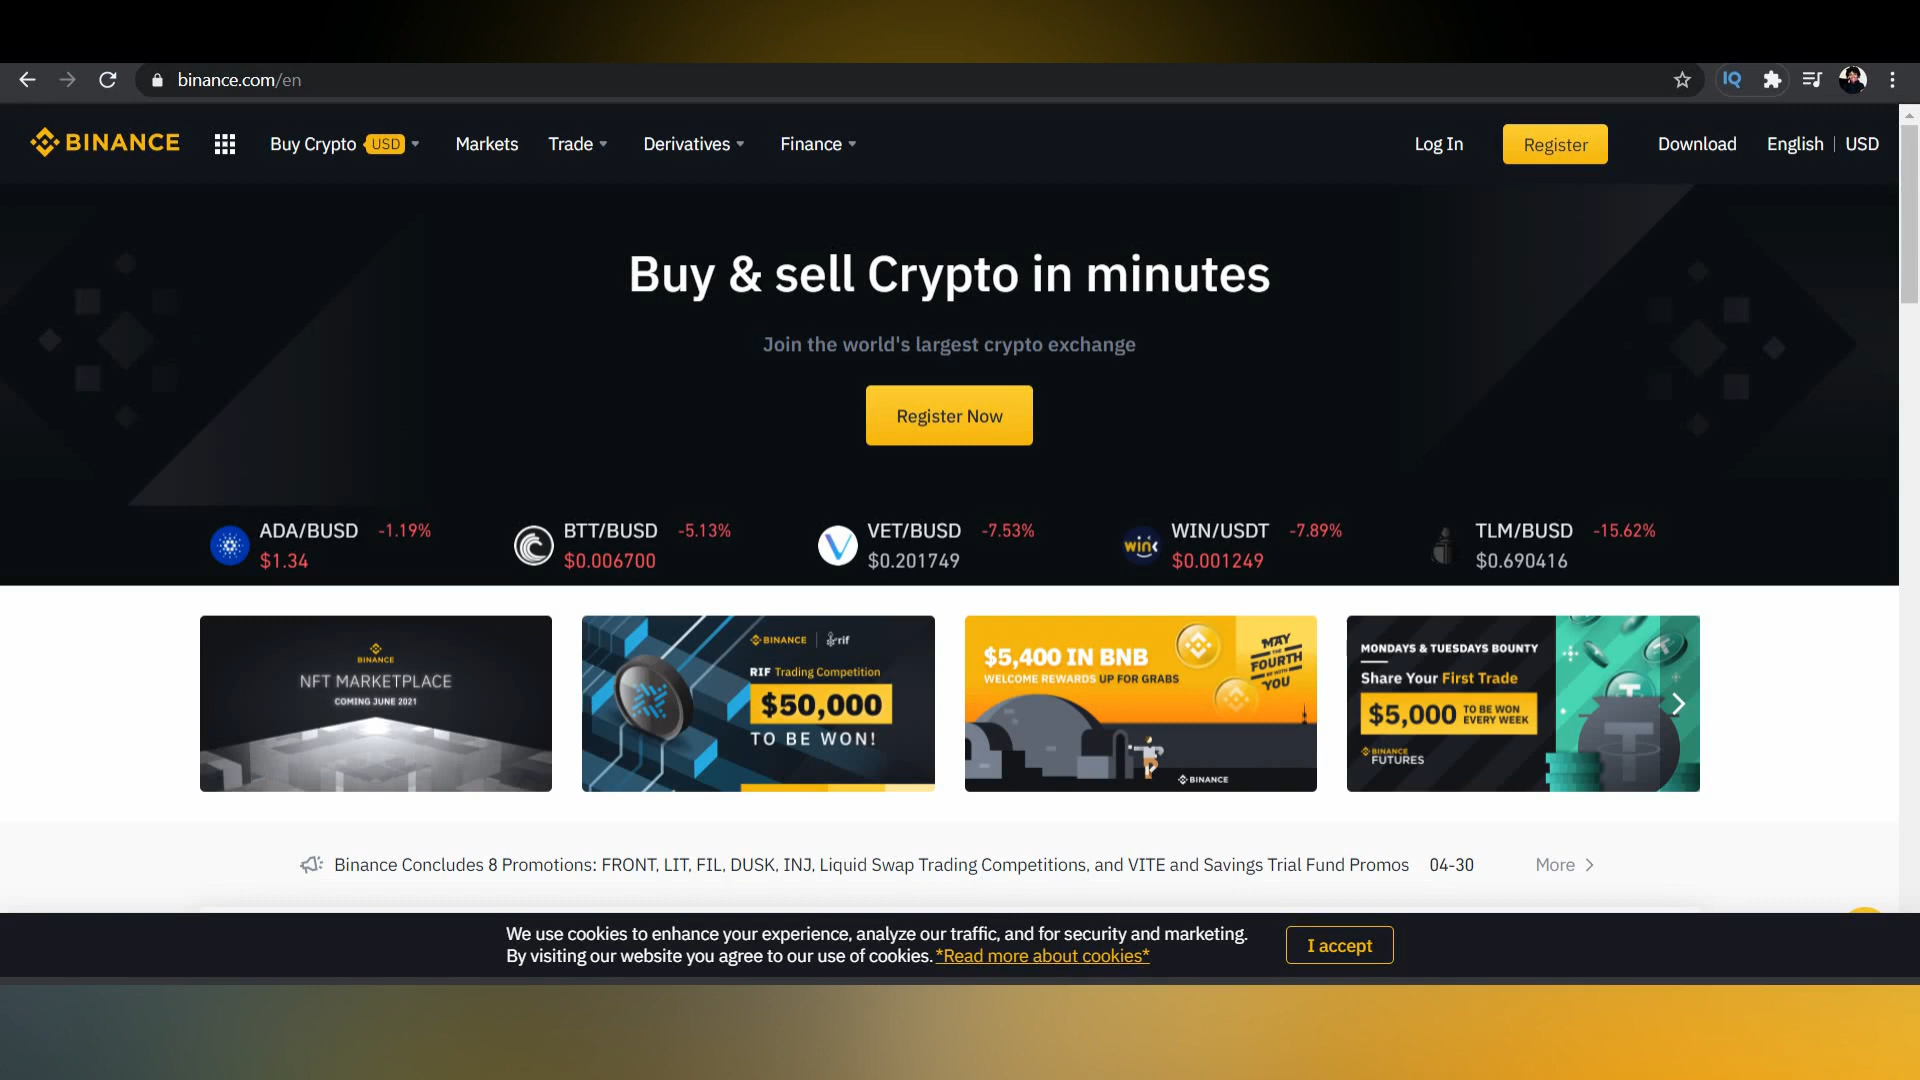 binance.com/en
IQ
BINANCE
Buy Crypto USD
Markets
Trade
Derivatives
Finance
Log In
Register
Download
English | USD
Buy & sell Crypto in minutes
Join the world's largest crypto exchange
Register Now
ADA/BUSD -1.19%
$1.34
BTT/BUSD -5.13%
$0.006700
VET/BUSD -7.53%
$0.201749
WIN/USDT -7.89%
$0.001249
TLM/BUSD -15.62%
$0.690416
BINANCE
NFT MARKETPLACE
COMING JUNE 2021
BINANCE | rif
RIF Trading Competition
$50,000
TO BE WON!
$5,400 IN BNB
WELCOME REWARDS UP FOR GRABS
MAY
THE
FOURTH
BE WITH
YOU
BINANCE
MONDAYS & TUESDAYS BOUNTY
Share Your First Trade
$5,000 TO BE WON
EVERY WEEK
BINANCE
FUTURES
Binance Concludes 8 Promotions: FRONT, LIT, FIL, DUSK, INJ, Liquid Swap Trading Competitions, and VITE and Savings Trial Fund Promos 04-30
More
We use cookies to enhance your experience, analyze our traffic, and for security and marketing.
By visiting our website you agree to our use of cookies. *Read more about cookies*
I accept